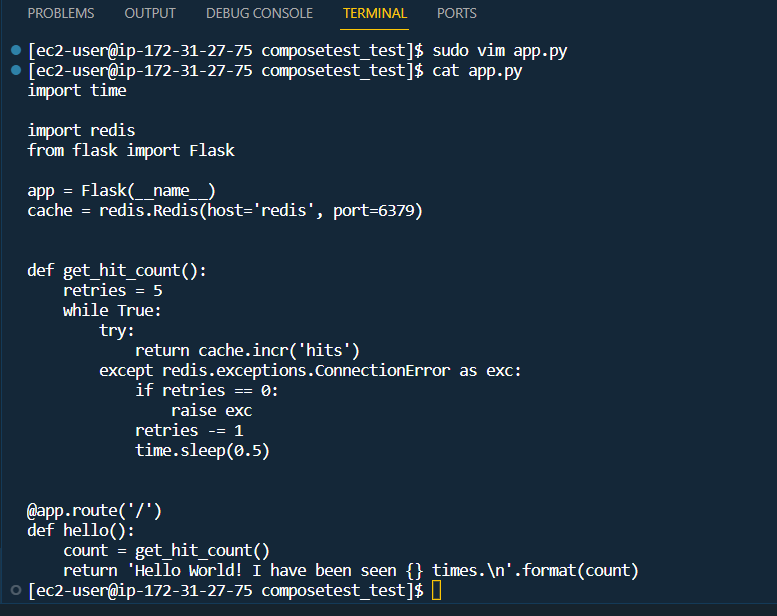 PROBLEMS OUTPUT DEBUG CONSOLE TERMINAL PORTS
[ec2-user@ip-172-31-27-75 composetest_test]$ sudo vim app.py
[ec2-user@ip-172-31-27-75 composetest_test]$ cat app.py
import time

import redis
from flask import Flask

app = Flask(__name__)
cache = redis.Redis(host='redis', port=6379)


def get_hit_count():
    retries = 5
    while True:
        try:
            return cache.incr('hits')
        except redis.exceptions.ConnectionError as exc:
            if retries == 0:
                raise exc
            retries -= 1
            time.sleep(0.5)


@app.route('/')
def hello():
    count = get_hit_count()
    return 'Hello World! I have been seen {} times.\n'.format(count)
[ec2-user@ip-172-31-27-75 composetest_test]$